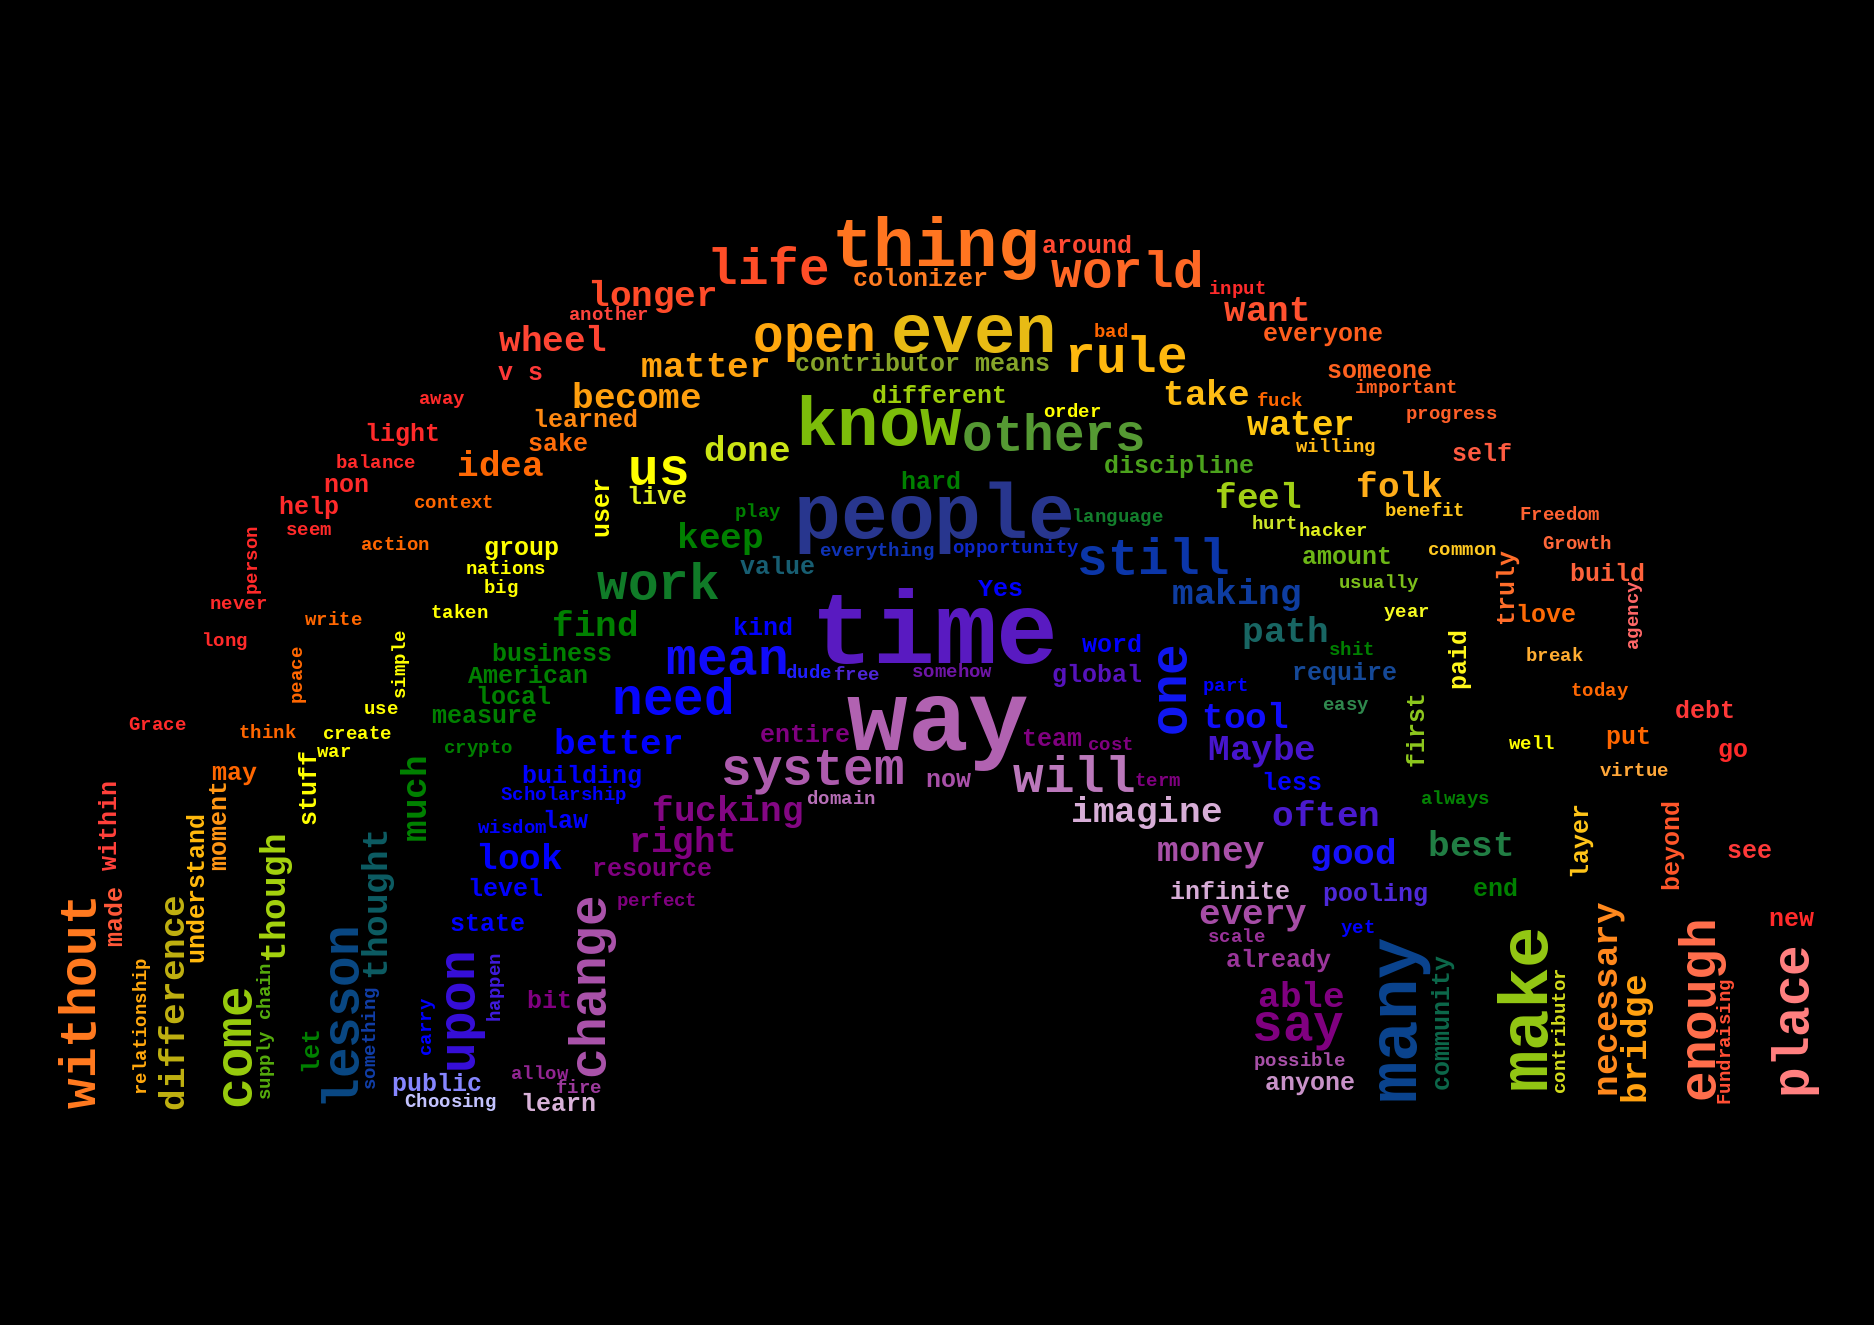 thing
around
life
world
colonizer
longer
input
another
want
wheel
open
even
bad
everyone
rule
matter
contributor means
v s
someone
become
different
take
important
away
fuck
learned
know
order
progress
light
sake
others
water
done
willing
idea
us
self
balance
discipline
non
hard
live
user
feel
folk
help
context
people
benefit
play
language
Freedom
seem
keep
hurt
hacker
person
action
group
everything
opportunity
still
amount
common
Growth
nations
value
big
work
Yes
making
usually
truly
build
never
write
taken
find
kind
time
year
love
agency
long
path
word
business
mean
shit
paid
break
peace
simple
American
dude
free
somehow
global
one
require
local
need
part
today
use
measure
way
tool
easy
first
debt
Grace
think
create
crypto
better
entire
team
cost
Maybe
well
put
go
war
may
stuff
much
building
system
now
will
term
less
virtue
Scholarship
domain
always
within
moment
wisdom
law
fucking
imagine
often
layer
beyond
understand
though
thought
look
right
money
good
best
see
level
resource
infinite
pooling
end
made
perfect
every
without
difference
state
change
scale
yet
necessary
new
relationship
supply chain
lesson
upon
happen
already
many
community
make
enough
place
come
something
carry
bit
able
contributor
bridge
Fundraising
let
say
public
allow
possible
fire
anyone
Choosing
learn